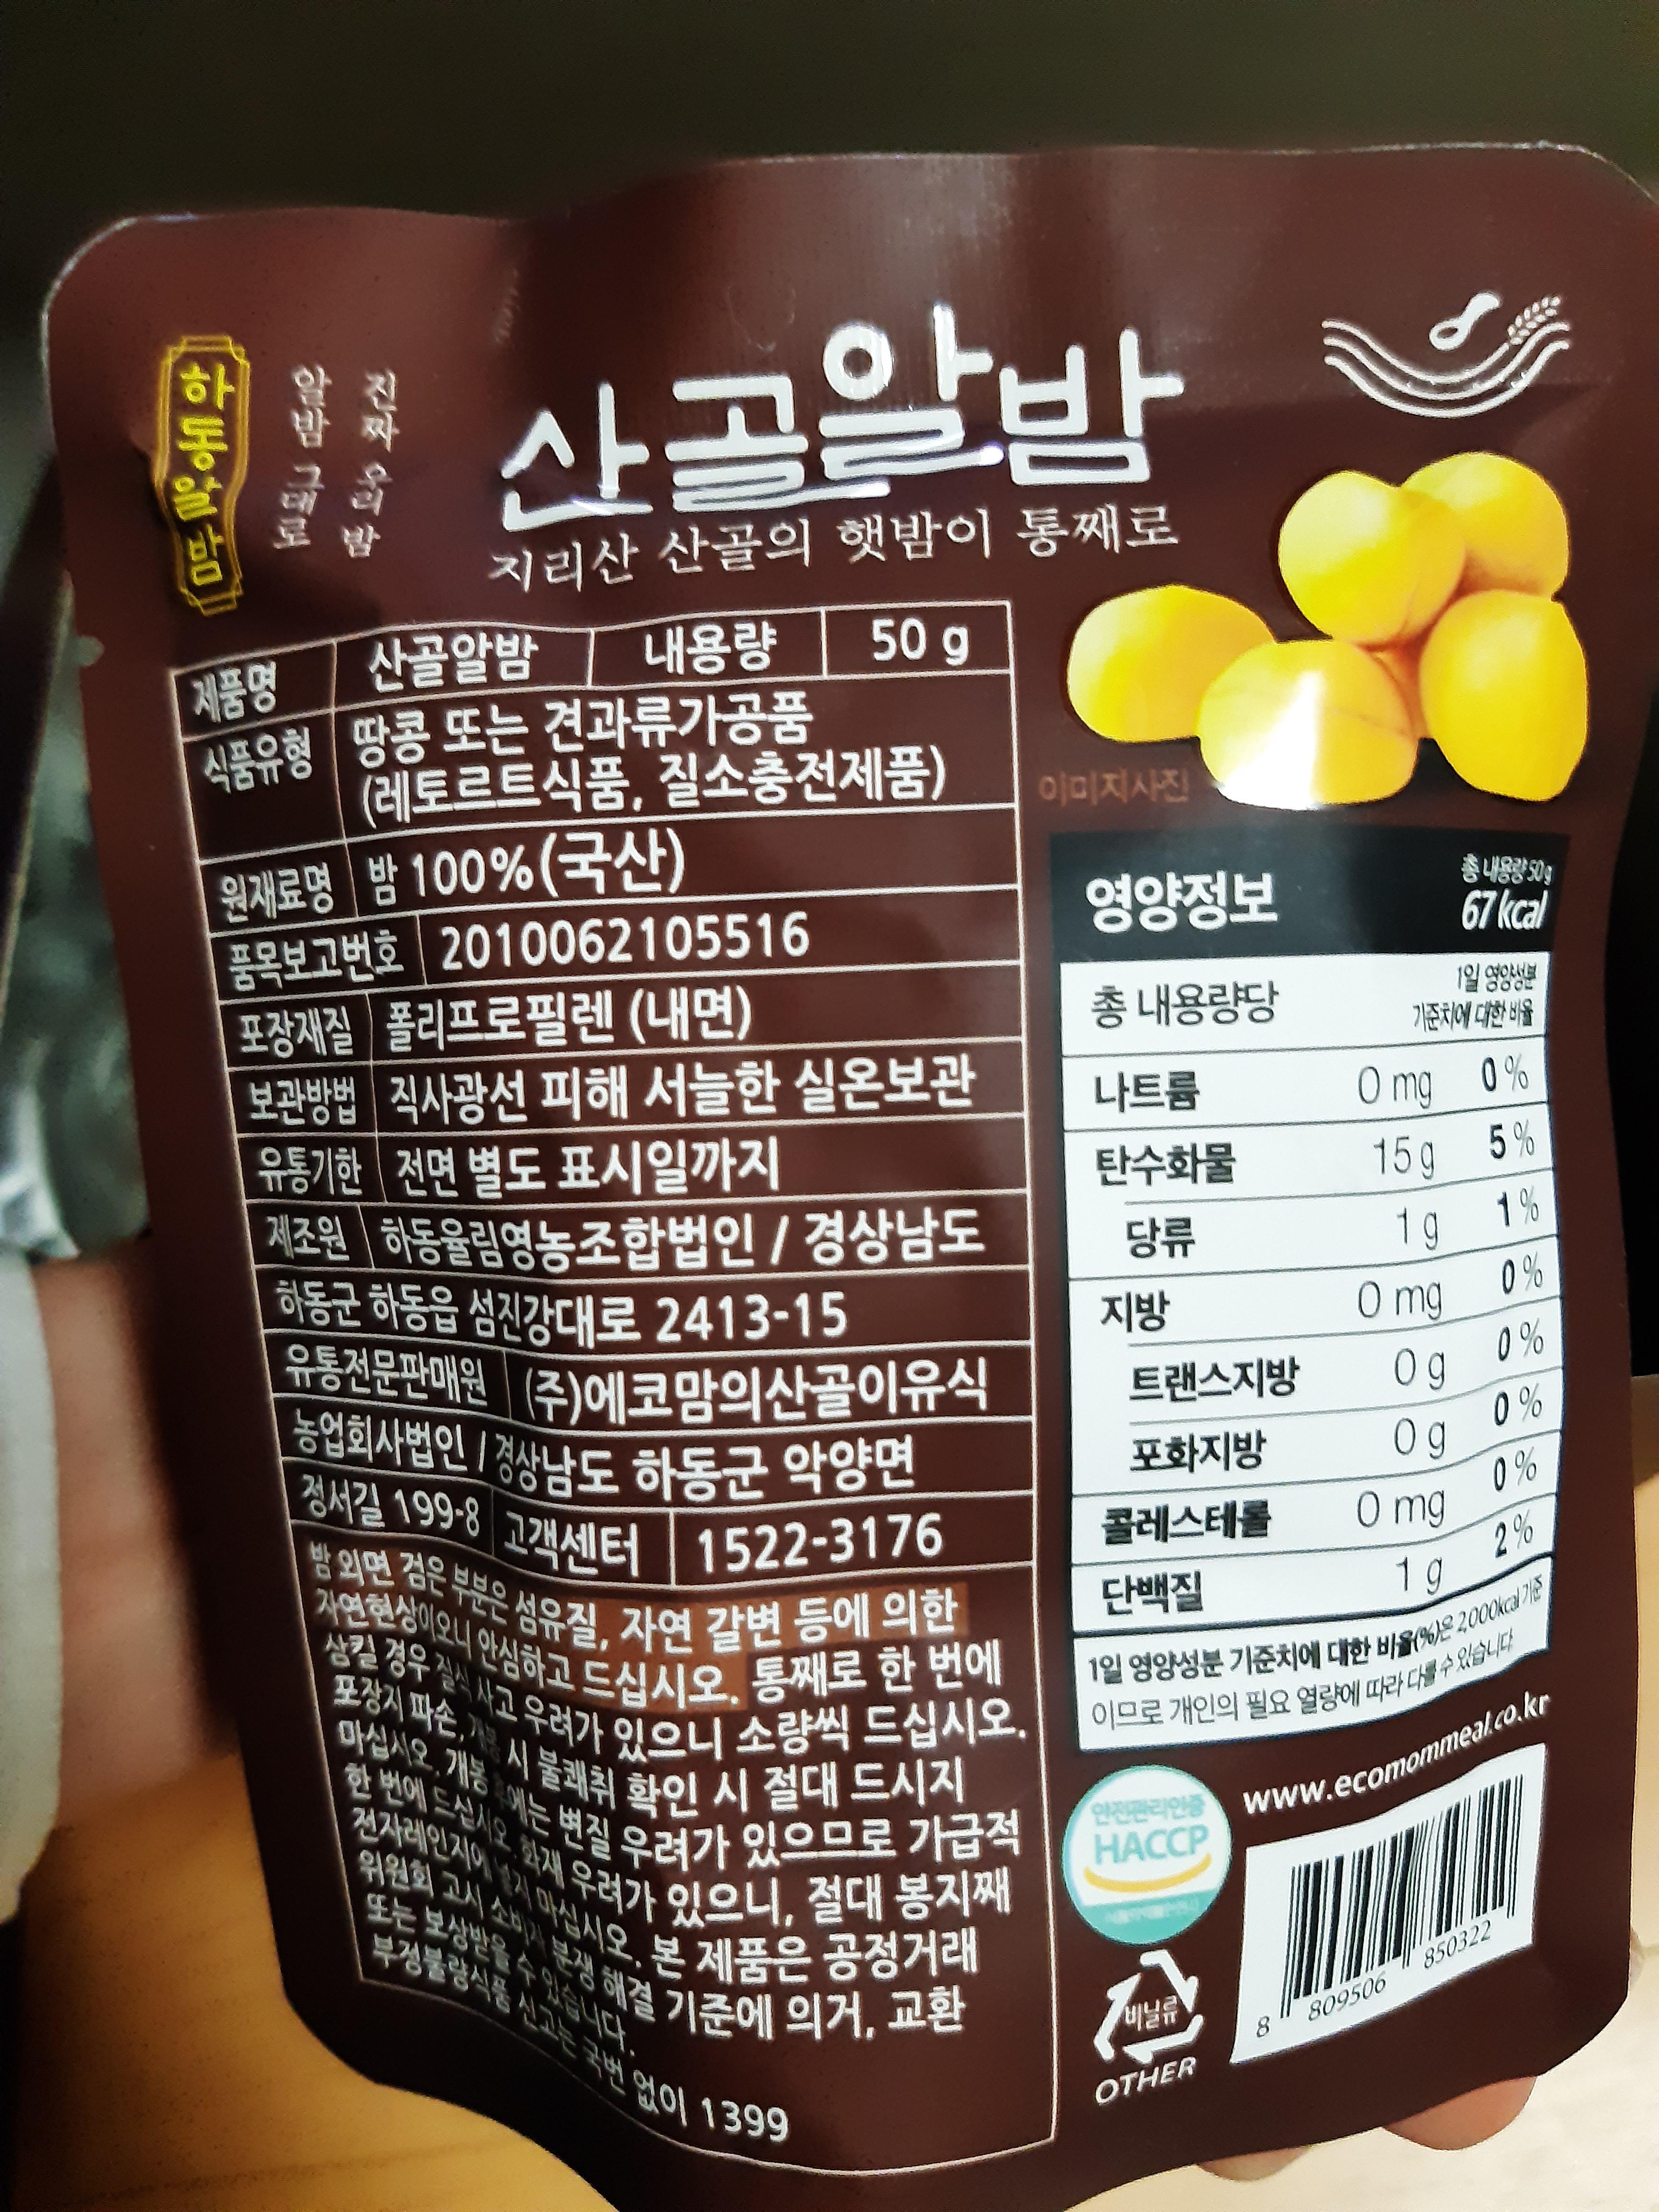 하동알밤
진짜 우리 밤
알밤 그대로
산골알밤
지리산 산골의 햇밤이 통째로
제품명 산골알밤 내용량 50 g
식품유형 땅콩 또는 견과류가공품
(레토르트식품, 질소충전제품)
원재료명 밤 100%(국산)
품목보고번호 2010062105516
포장재질 폴리프로필렌 (내면)
보관방법 직사광선 피해 서늘한 실온보관
유통기한 전면 별도 표시일까지
제조원 하동율림영농조합법인 / 경상남도
하동군 하동읍 섬진강대로 2413-15
유통전문판매원 (주)에코맘의산골이유식
농업회사법인 / 경상남도 하동군 악양면
정서길 199-8 고객센터 1522-3176
밤 외면 검은 부분은 섬유질, 자연 갈변 등에 의한
자연현상이오니 안심하고 드십시오. 통째로 한 번에
삼킬 경우 질식사고 우려가 있으니 소량씩 드십시오.
포장지 파손, 개봉 시 불쾌취 확인 시 절대 드시지
마십시오. 개봉 후에는 변질 우려가 있으므로 가급적
한 번에 드십시오. 화재 우려가 있으니, 절대 봉지째
전자레인지에 넣지 마십시오. 본 제품은 공정거래
위원회 고시 소비자 분쟁 해결 기준에 의거, 교환
또는 보상받을 수 있습니다.
부정불량식품 신고는 국번 없이 1399
이미지사진
영양정보
총 내용량 50g
67 kcal
총 내용량당
1일 영양성분
기준치에 대한 비율
나트륨 0 mg 0 %
탄수화물 15 g 5 %
당류 1 g 1 %
지방 0 mg 0 %
트랜스지방 0 g 0 %
포화지방 0 g 0 %
콜레스테롤 0 mg 0 %
단백질 1 g 2 %
1일 영양성분 기준치에 대한 비율(%)은 2,000kcal 기준
이므로 개인의 필요 열량에 따라 다를 수 있습니다.
www.ecomommeal.co.kr
안전관리인증
HACCP
비닐류
OTHER
8 809506 850322